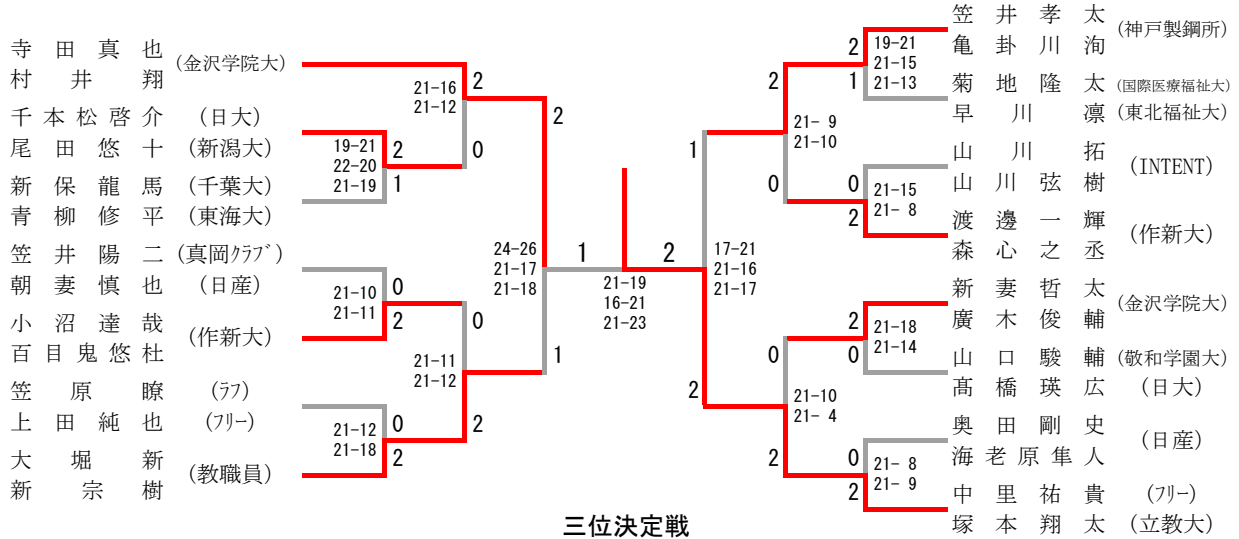 寺田真也
村井翔
(金沢学院大)
千本松啓介 (日大)
尾田悠十 (新潟大)
新保龍馬 (千葉大)
青柳修平 (東海大)
笠井陽二 (真岡ｸﾗﾌﾞ)
朝妻慎也 (日産)
小沼達哉
百目鬼悠杜
(作新大)
笠原瞭 (ﾗﾌ)
上田純也 (ﾌﾘｰ)
大堀新
新宗樹
(教職員)
19-21
22-20
21-19
2
1
21-10
21-11
0
2
21-12
21-18
0
2
21-16
21-12
2
0
21-11
21-12
0
2
24-26
21-17
21-18
2
1
1
2
21-19
16-21
21-23
17-21
21-16
21-17
1
2
21- 9
21-10
2
0
21-10
21- 4
0
2
19-21
21-15
21-13
2
1
21-15
21- 8
0
2
21-18
21-14
2
0
21- 8
21- 9
0
2
笠井孝太
亀卦川洵
(神戸製鋼所)
菊地隆太 (国際医療福祉大)
早川凛 (東北福祉大)
山川拓
山川弦樹
(INTENT)
渡邊一輝
森心之丞
(作新大)
新妻哲太
廣木俊輔
(金沢学院大)
山口駿輔 (敬和学園大)
髙橋瑛広 (日大)
奥田剛史
海老原隼人
(日産)
中里祐貴 (ﾌﾘｰ)
塚本翔太 (立教大)
三位決定戦